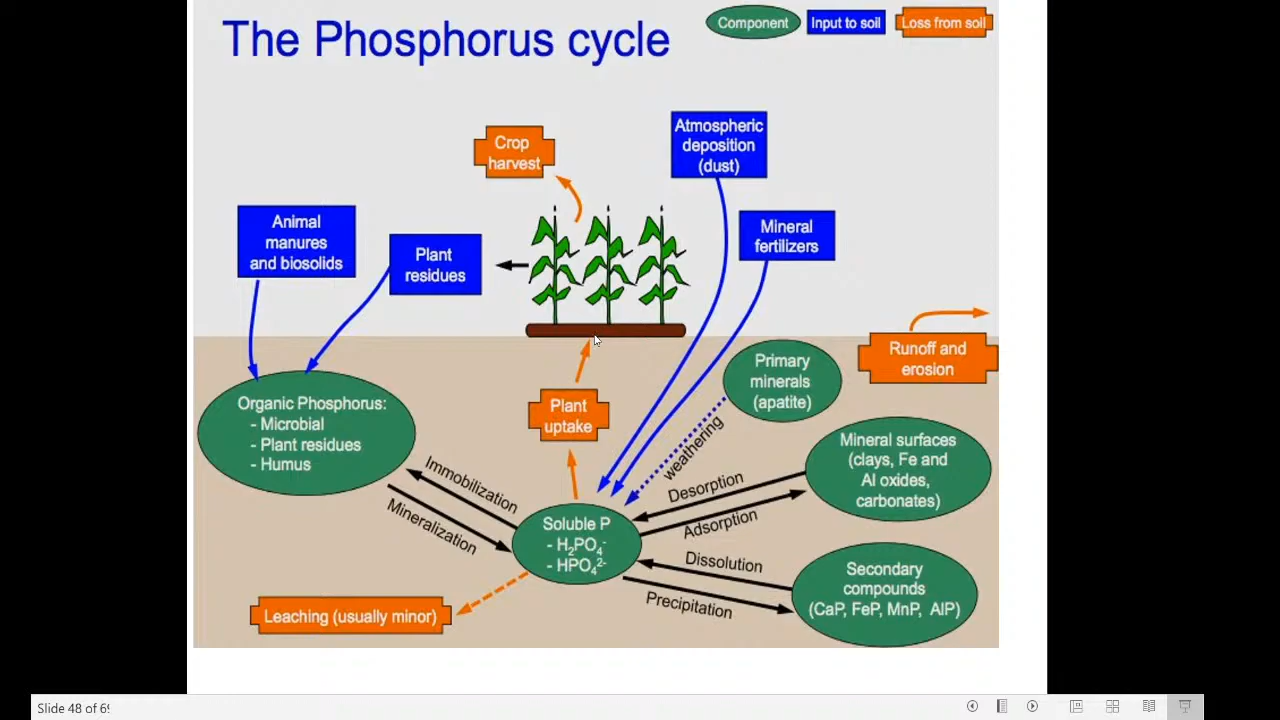 The Phosphorus cycle
Component
Input to soil
Loss from soil
Crop
harvest
Atmospheric
deposition
(dust)
Animal
manures
and biosolids
Plant
residues
Mineral
fertilizers
Runoff and
erosion
Primary
minerals
(apatite)
Organic Phosphorus:
- Microbial
- Plant residues
- Humus
Plant
uptake
weathering
Mineral surfaces
(clays, Fe and
Al oxides,
carbonates)
Immobilization
Mineralization
Desorption
Adsorption
Soluble P
- H₂PO₄⁻
- HPO₄²⁻
Dissolution
Precipitation
Secondary
compounds
(CaP, FeP, MnP, AlP)
Leaching (usually minor)
Slide 48 of 69